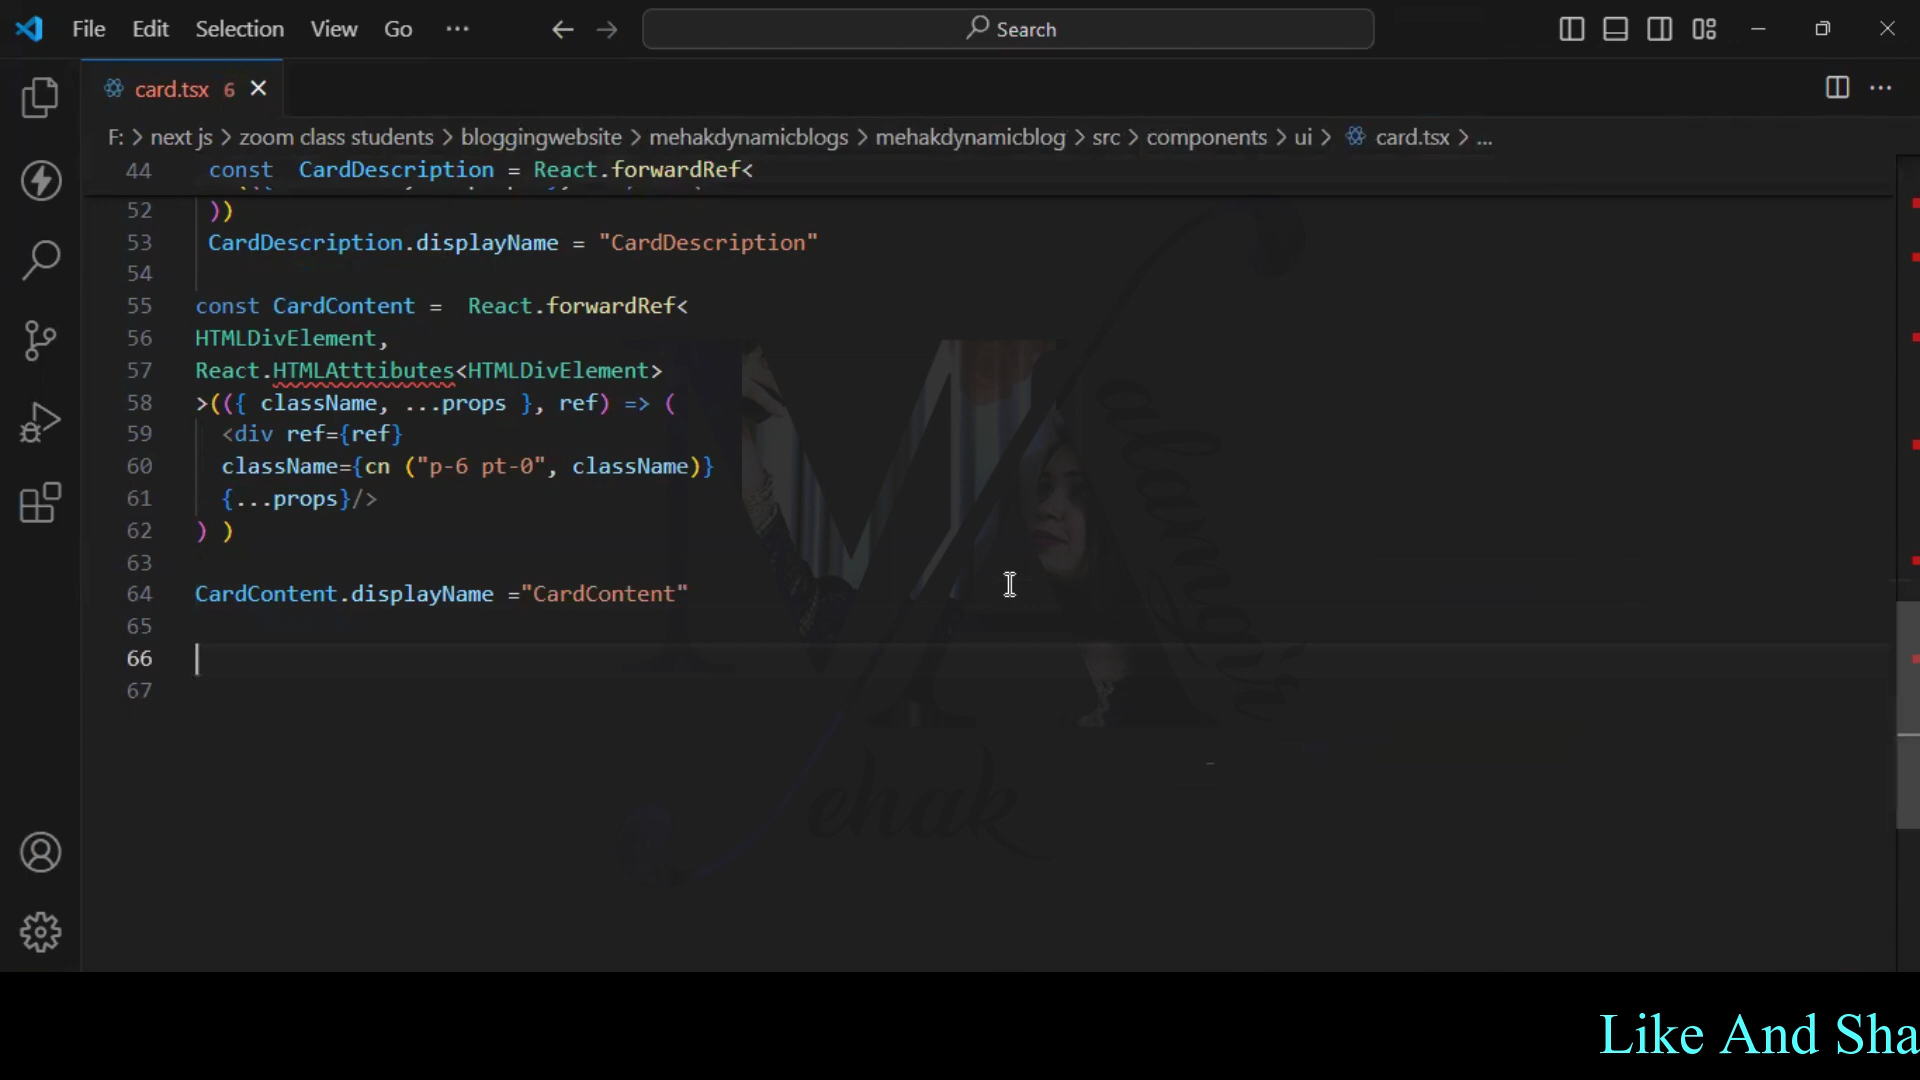 File Edit Selection View Go ... Search
card.tsx 6
F: > next js > zoom class students > bloggingwebsite > mehakdynamicblogs > mehakdynamicblog > src > components > ui > card.tsx > ...
44 const CardDescription = React.forwardRef<
52 ))
53 CardDescription.displayName = "CardDescription"
54
55 const CardContent = React.forwardRef<
56 HTMLDivElement,
57 React.HTMLAtttibutes<HTMLDivElement>
58 >(({ className, ...props }, ref) => (
59 <div ref={ref}
60 className={cn ("p-6 pt-0", className)}
61 {...props}/>
62 ) )
63
64 CardContent.displayName ="CardContent"
65
66
67
M
A
alamgir
ehak
Like And Sha